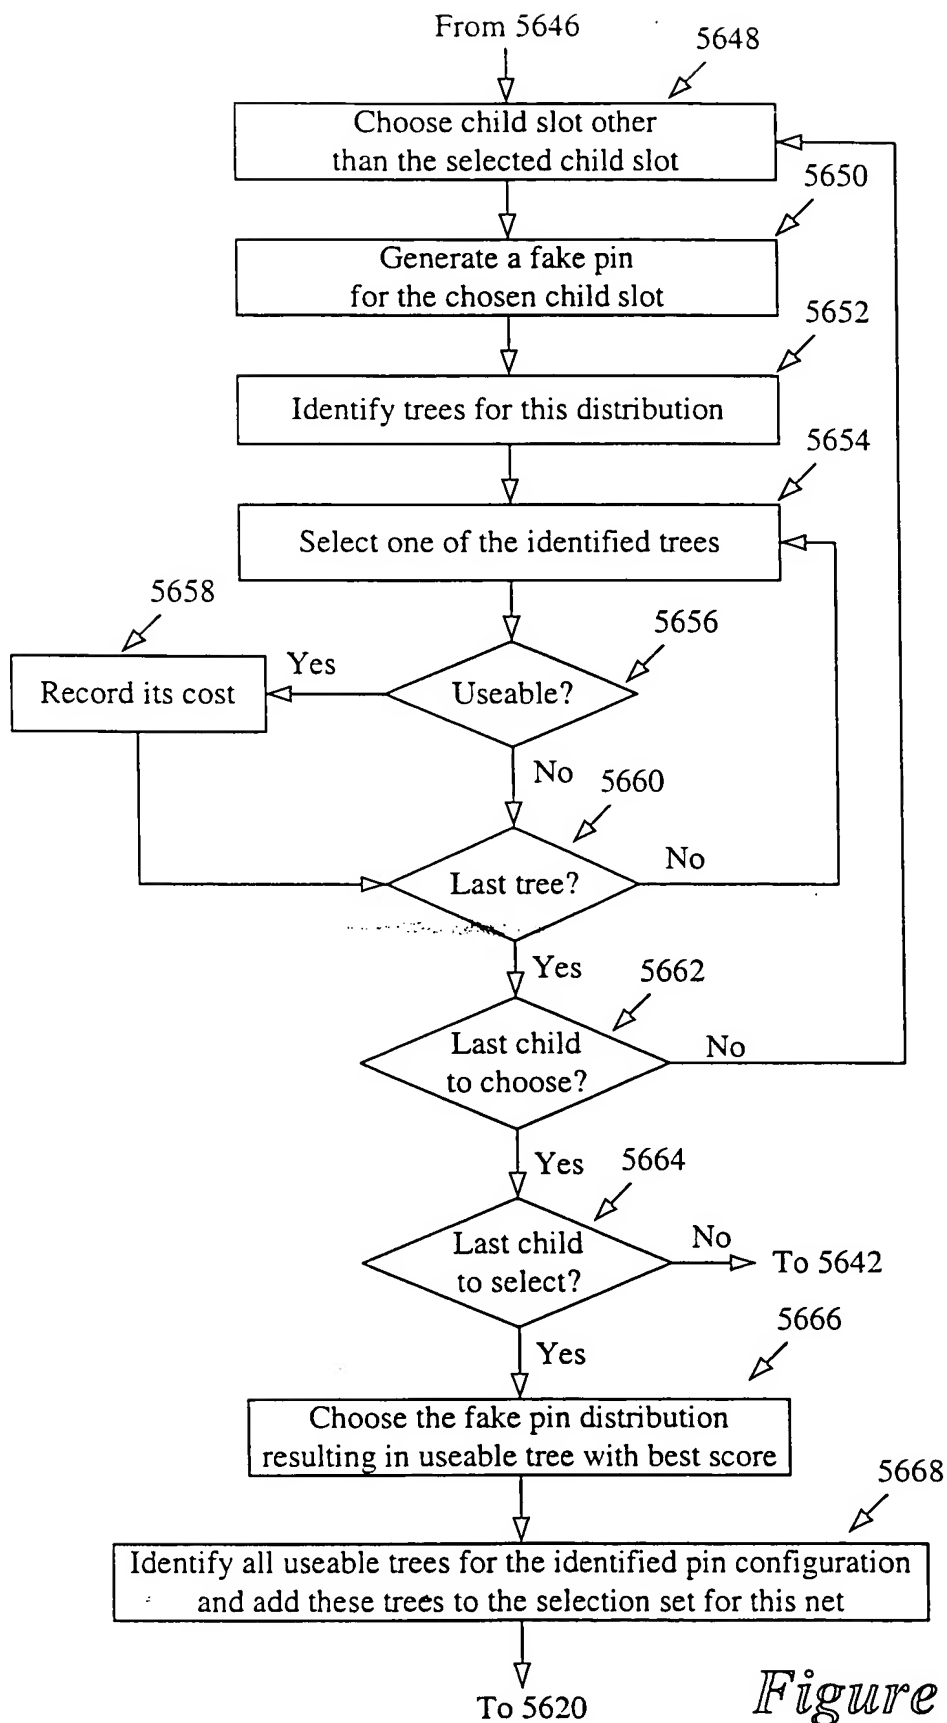 From 5646
5648
Choose child slot other
than the selected child slot
5650
Generate a fake pin
for the chosen child slot
5652
Identify trees for this distribution
5654
Select one of the identified trees
5658
5656
Yes
Record its cost
Useable?
No
5660
No
Last tree?
Yes
5662
Last child
to choose?
No
Yes
5664
Last child
to select?
No
To 5642
5666
Yes
Choose the fake pin distribution
resulting in useable tree with best score
5668
Identify all useable trees for the identified pin configuration
and add these trees to the selection set for this net
To 5620
Figure